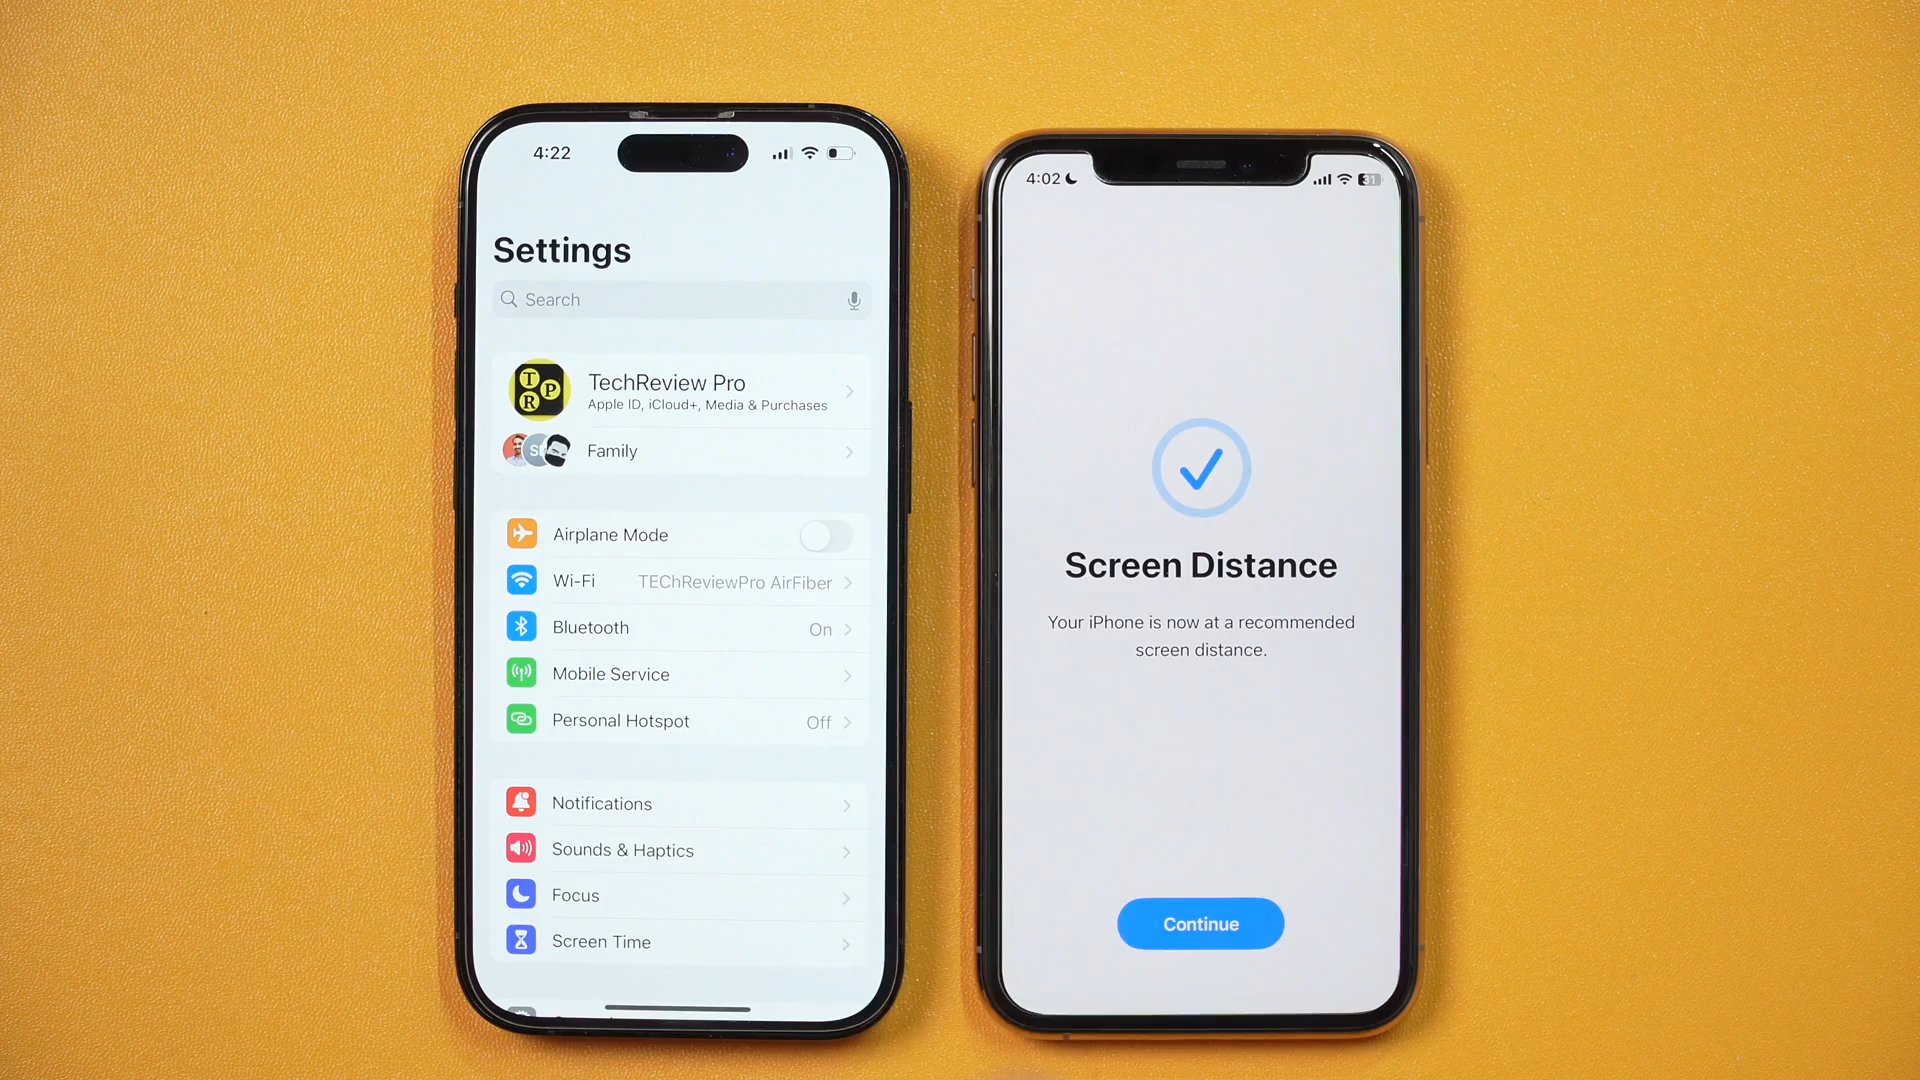 4:22
Settings
Search
T
P
R
TechReview Pro
Apple ID, iCloud+, Media & Purchases
Family
Airplane Mode
Wi-Fi TEChReviewPro AirFiber
Bluetooth On
Mobile Service
Personal Hotspot Off
Notifications
Sounds & Haptics
Focus
Screen Time
4:02 31
Screen Distance
Your iPhone is now at a recommended
screen distance.
Continue